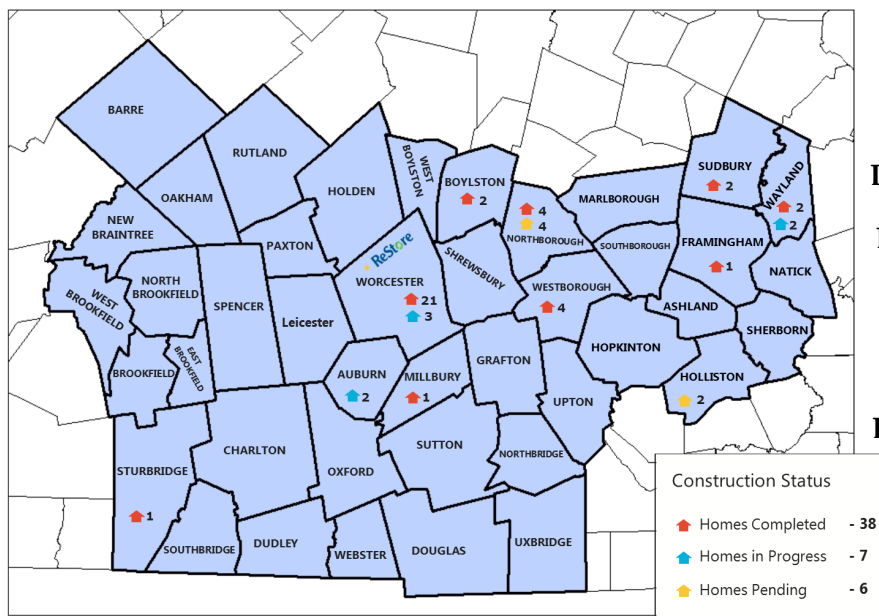 BARRE
RUTLAND
OAKHAM
HOLDEN
WEST
BOYLSTON
BOYLSTON
2
4
4
NORTHBOROUGH
MARLBOROUGH
SUDBURY
2
WAYLAND
2
2
NEW
BRAINTREE
PAXTON
ReStore
SHREWSBURY
SOUTHBOROUGH
FRAMINGHAM
1
NATICK
WEST
BROOKFIELD
NORTH
BROOKFIELD
SPENCER
Leicester
WORCESTER
21
3
WESTBOROUGH
4
ASHLAND
SHERBORN
HOPKINTON
BROOKFIELD
EAST
BROOKFIELD
AUBURN
2
MILLBURY
1
GRAFTON
UPTON
HOLLISTON
2
STURBRIDGE
1
CHARLTON
OXFORD
SUTTON
NORTHBRIDGE
SOUTHBRIDGE
DUDLEY
WEBSTER
DOUGLAS
UXBRIDGE
Construction Status
Homes Completed - 38
Homes in Progress - 7
Homes Pending - 6